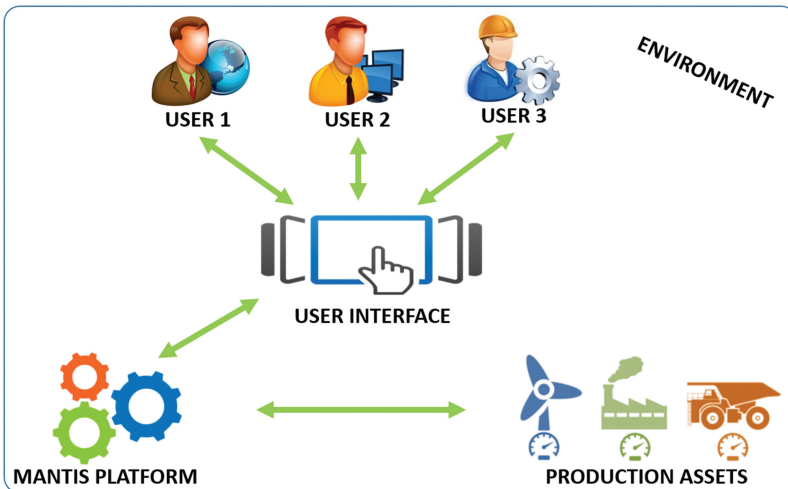 ENVIRONMENT
USER 1
USER 2
USER 3
USER INTERFACE
MANTIS PLATFORM
PRODUCTION ASSETS